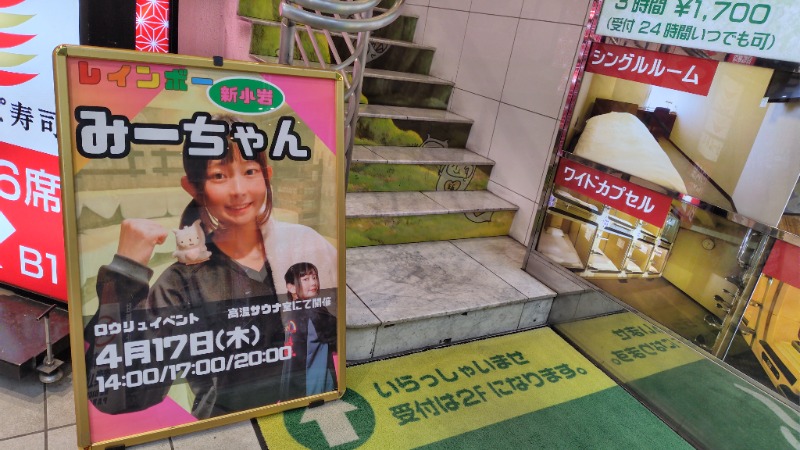 レインボー
新小岩
みーちゃん
ロウリュイベント 高温サウナ室にて開催
4月17日(木)
14:00/17:00/20:00
寿司
6席
B1
3時間 ¥1,700
(受付 24時間いつでも可)
シングルルーム
ワイドカプセル
いらっしゃいませ
受付は2Fになります。